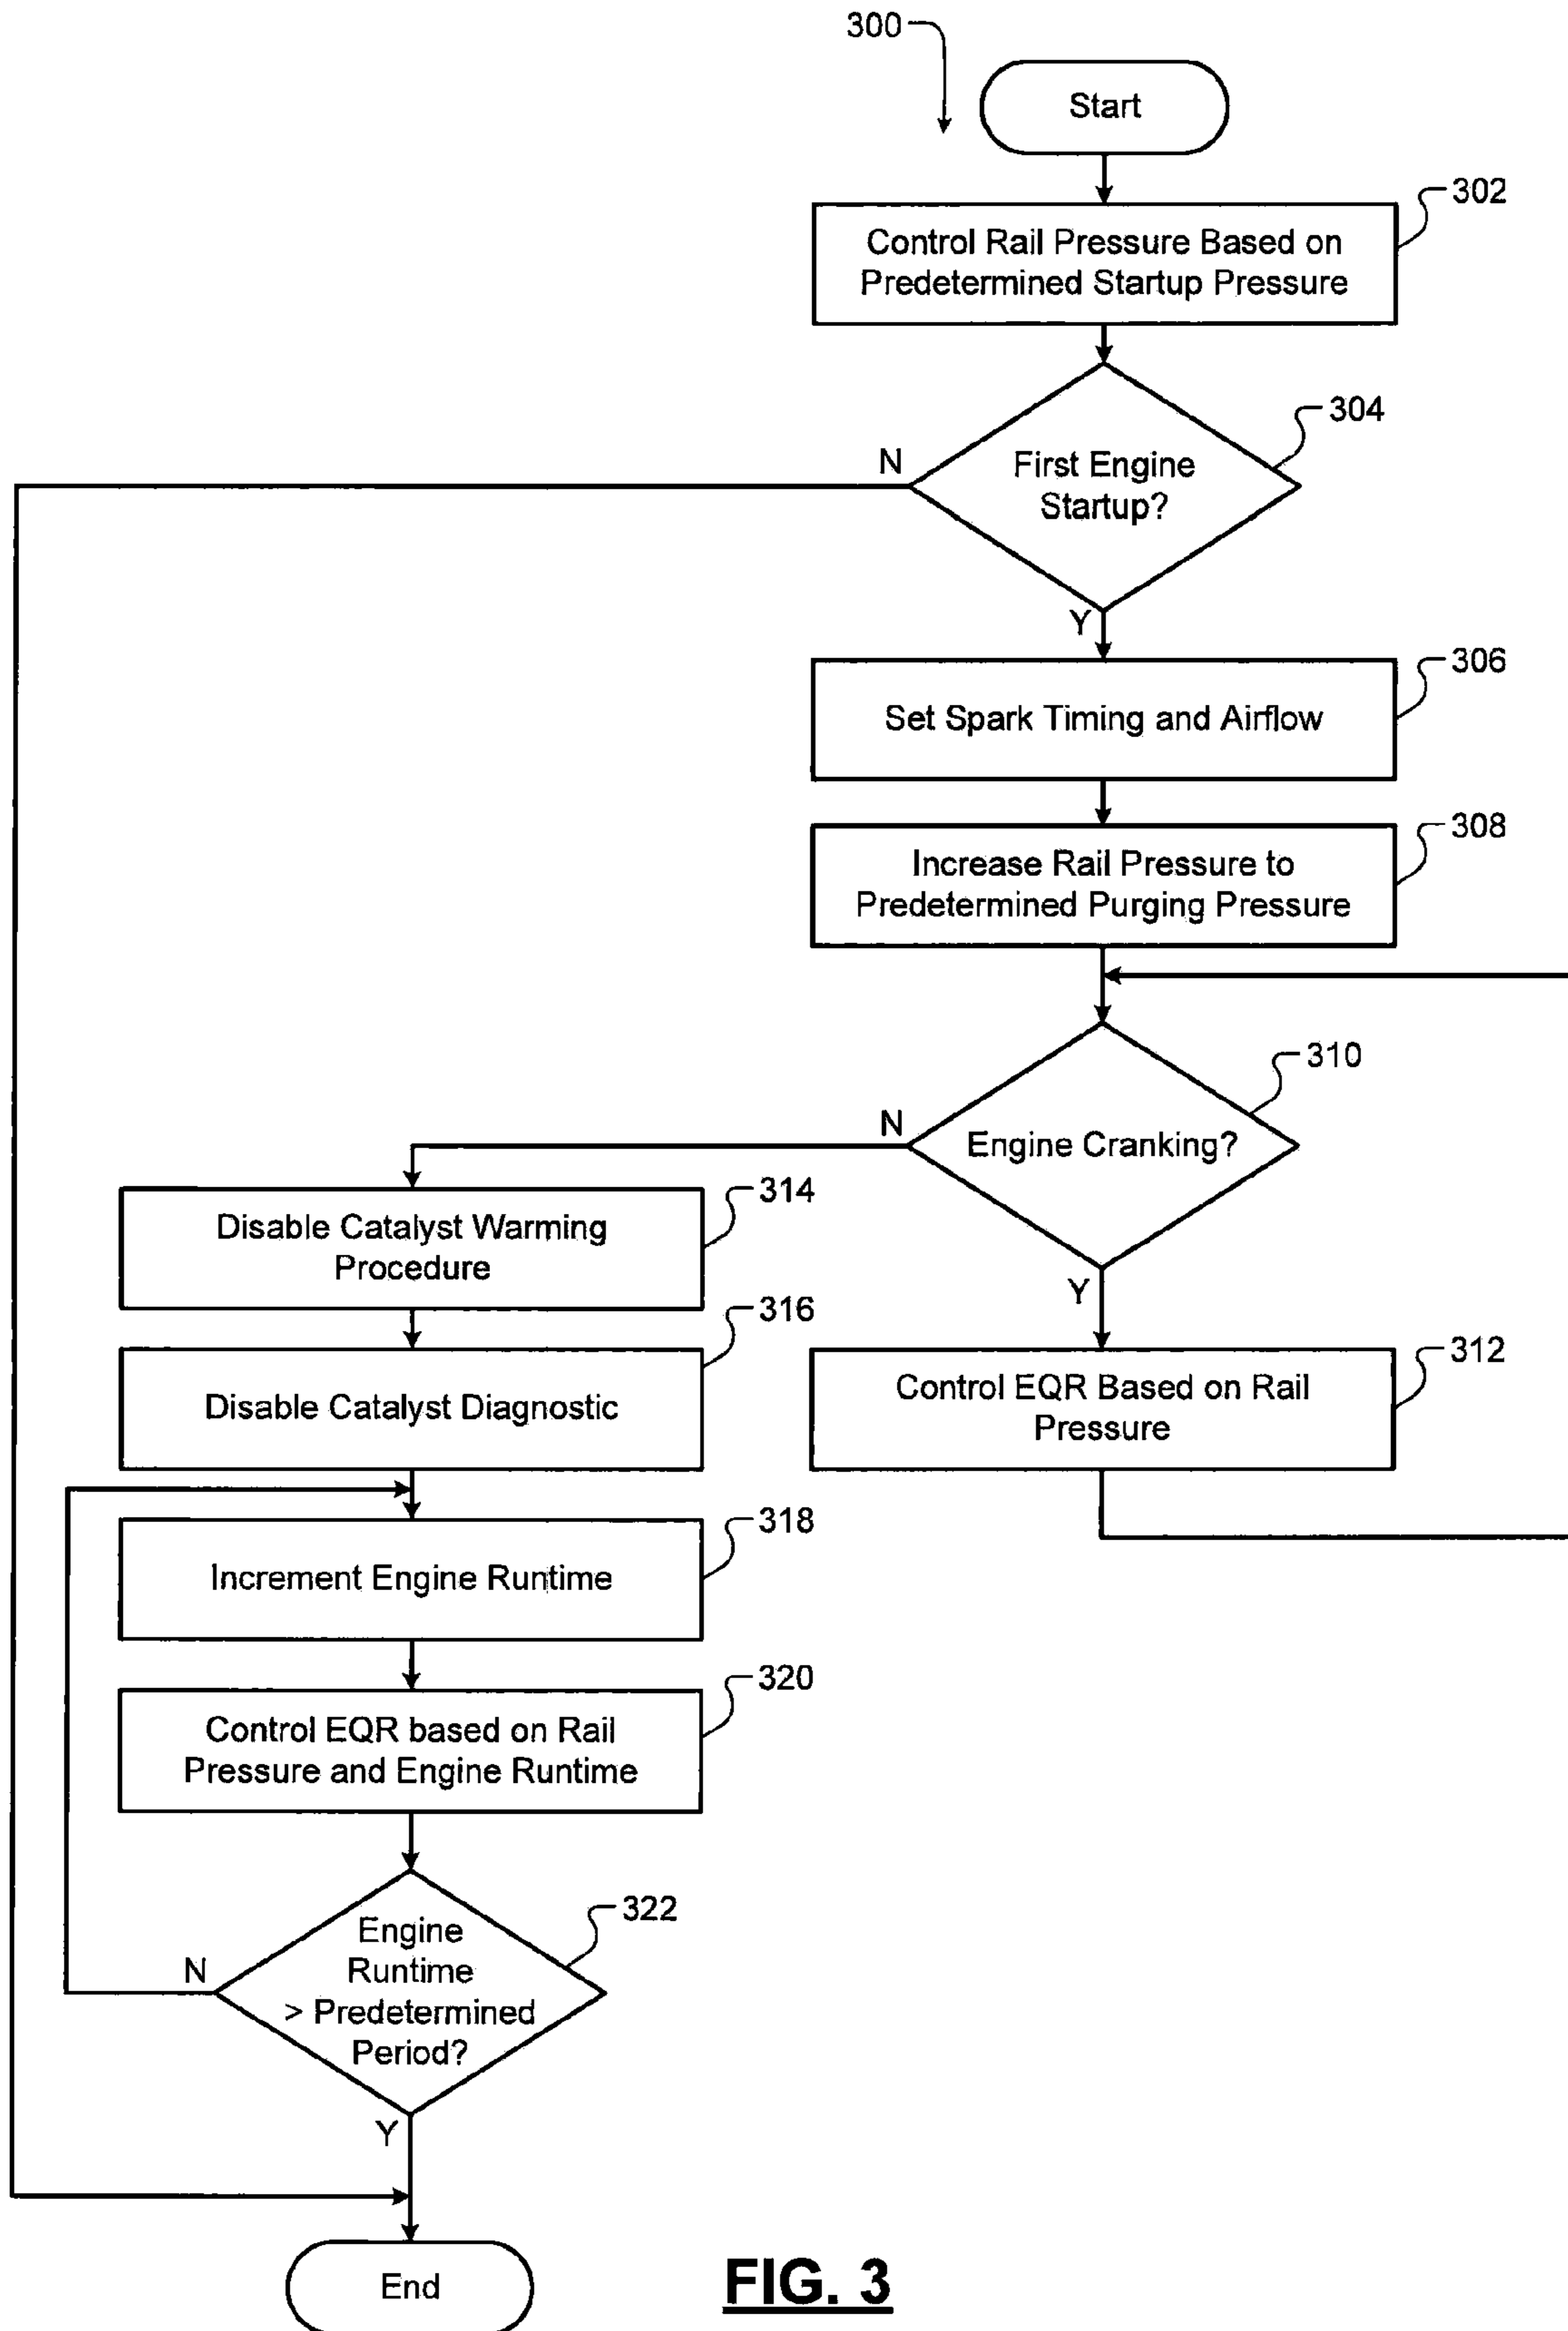 300
Start
302
Control Rail Pressure Based on
Predetermined Startup Pressure
304
N
First Engine
Startup?
Y
306
Set Spark Timing and Airflow
308
Increase Rail Pressure to
Predetermined Purging Pressure
310
N
Engine Cranking?
Y
314
Disable Catalyst Warming
Procedure
316
Disable Catalyst Diagnostic
312
Control EQR Based on Rail
Pressure
318
Increment Engine Runtime
320
Control EQR based on Rail
Pressure and Engine Runtime
322
Engine
Runtime
> Predetermined
Period?
N
Y
End
FIG. 3